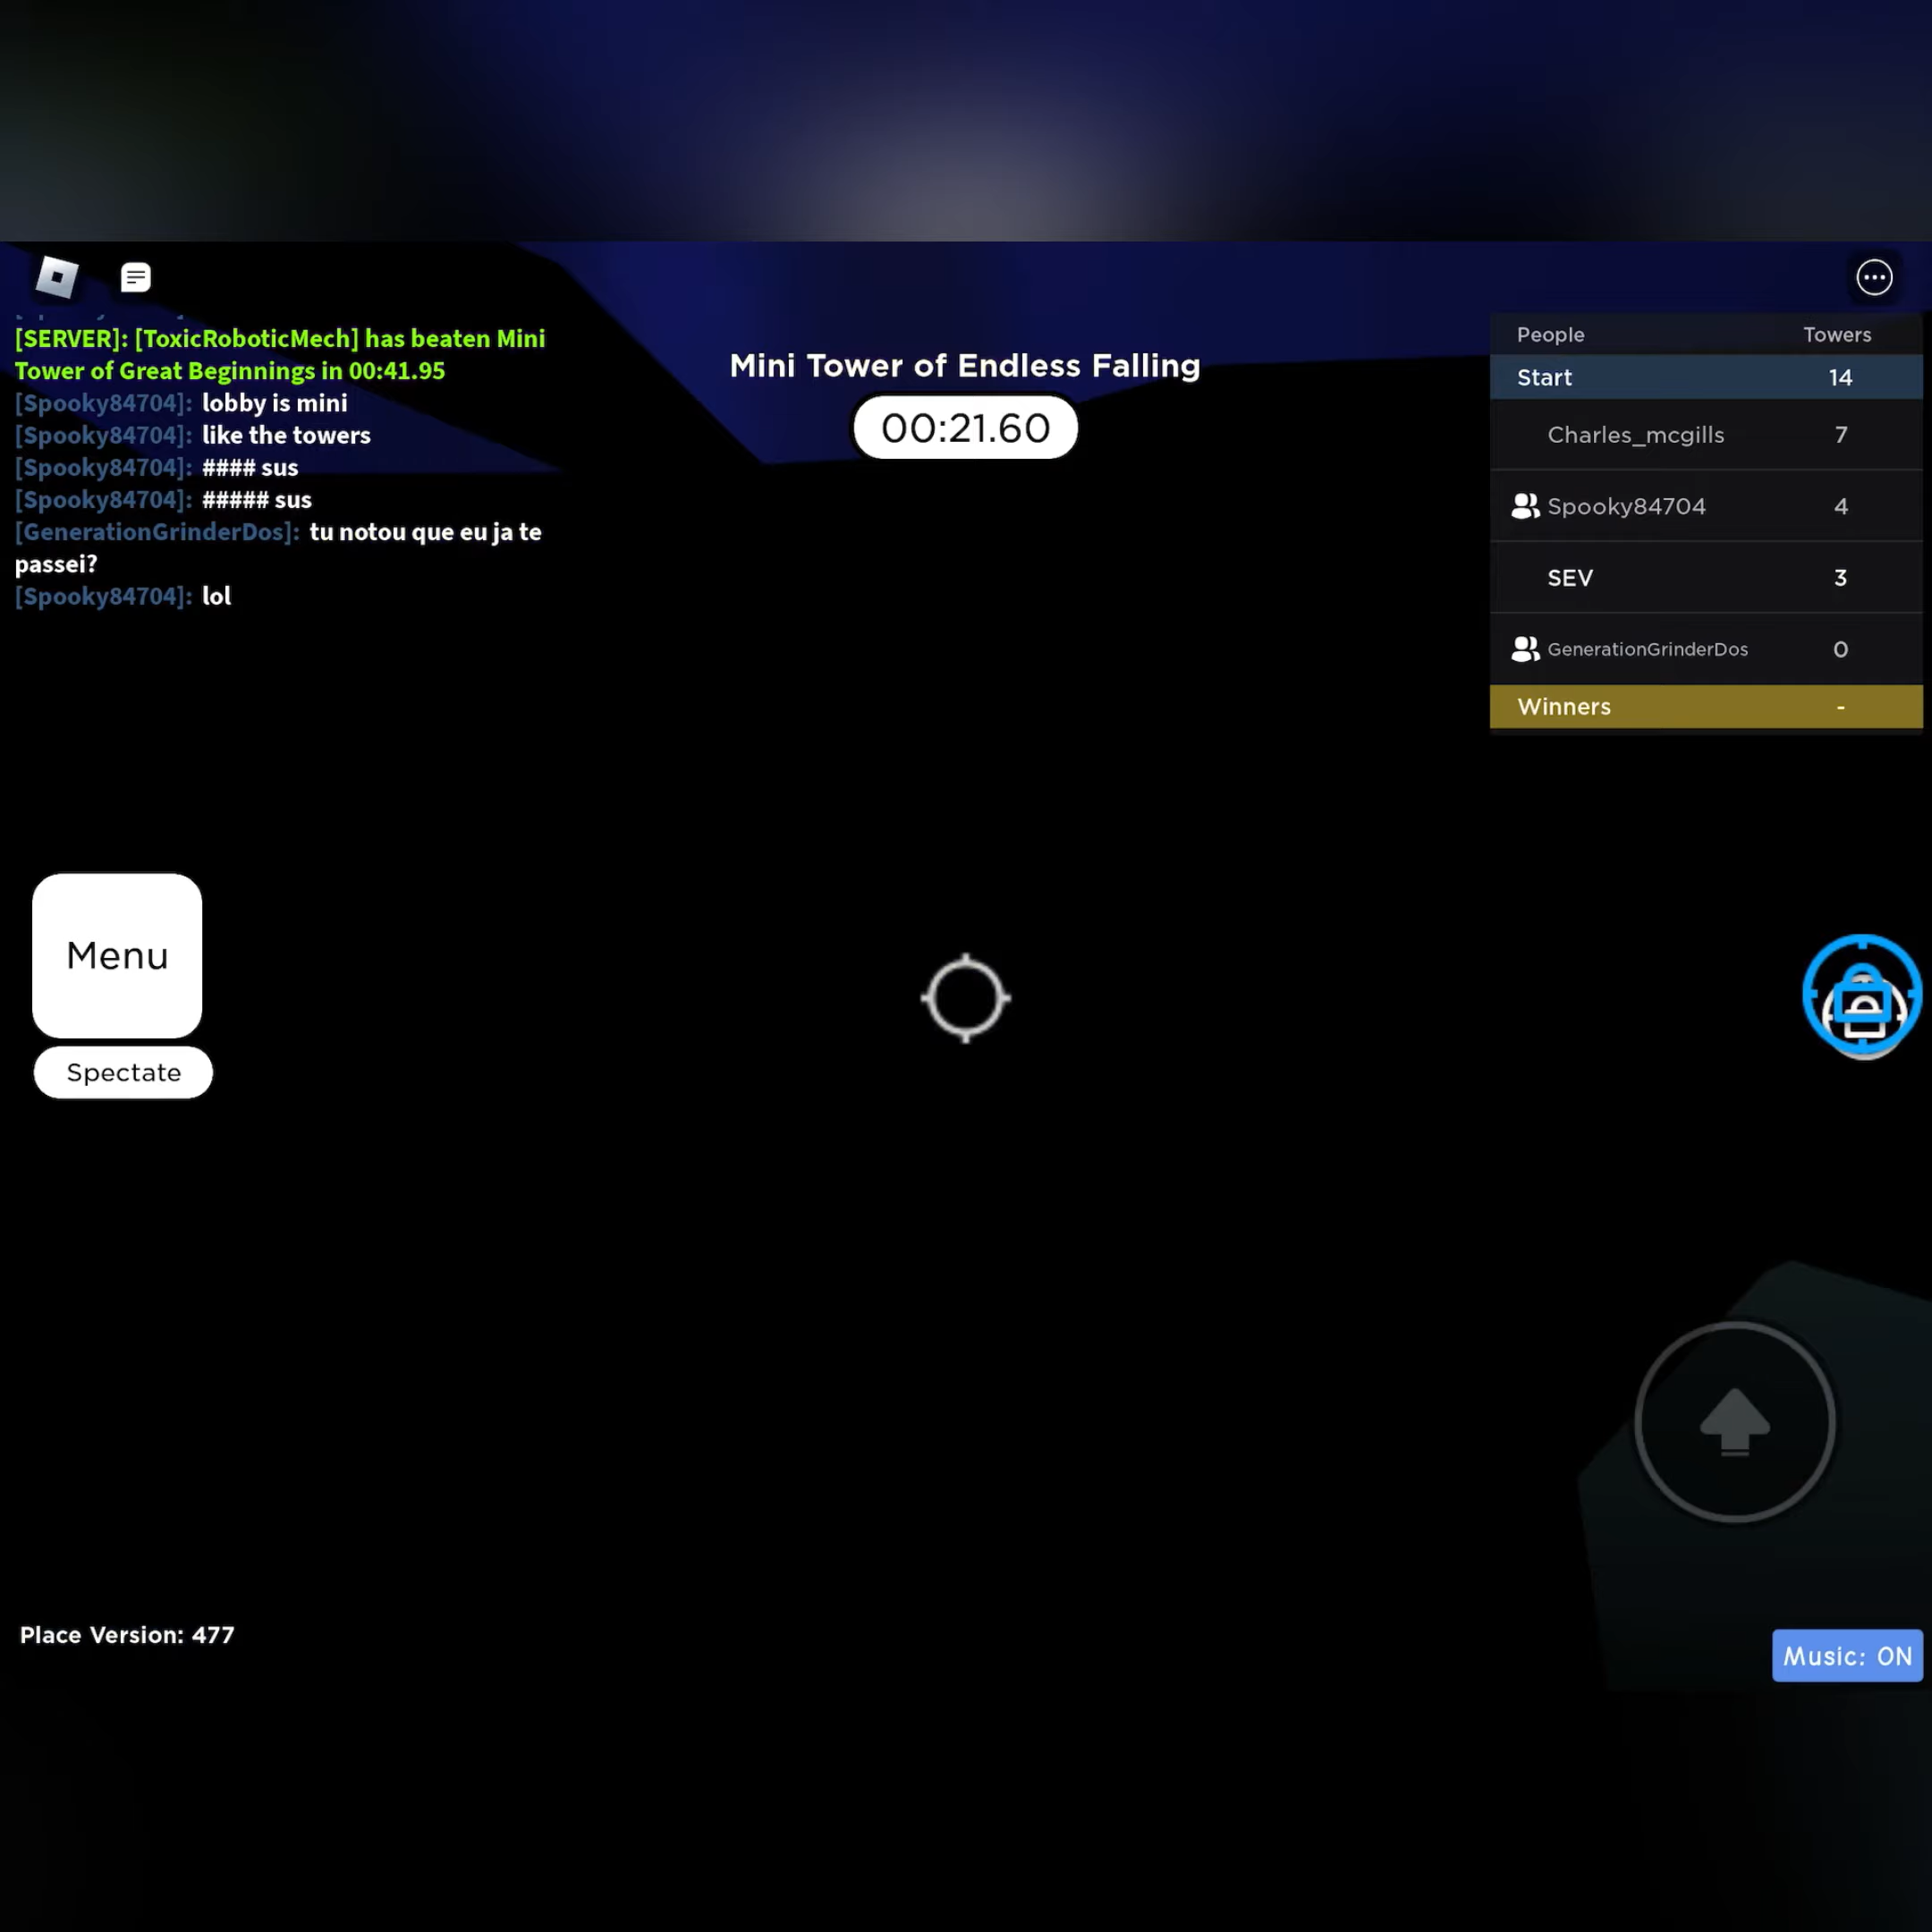 [SERVER]: [ToxicRoboticMech] has beaten Mini
Tower of Great Beginnings in 00:41.95
[Spooky84704]: lobby is mini
[Spooky84704]: like the towers
[Spooky84704]: #### sus
[Spooky84704]: ##### sus
[GenerationGrinderDos]: tu notou que eu ja te
passei?
[Spooky84704]: lol
Mini Tower of Endless Falling
00:21.60
People Towers
Start 14
Charles_mcgills 7
Spooky84704 4
SEV 3
GenerationGrinderDos 0
Winners -
Menu
Spectate
Place Version: 477
Music: ON